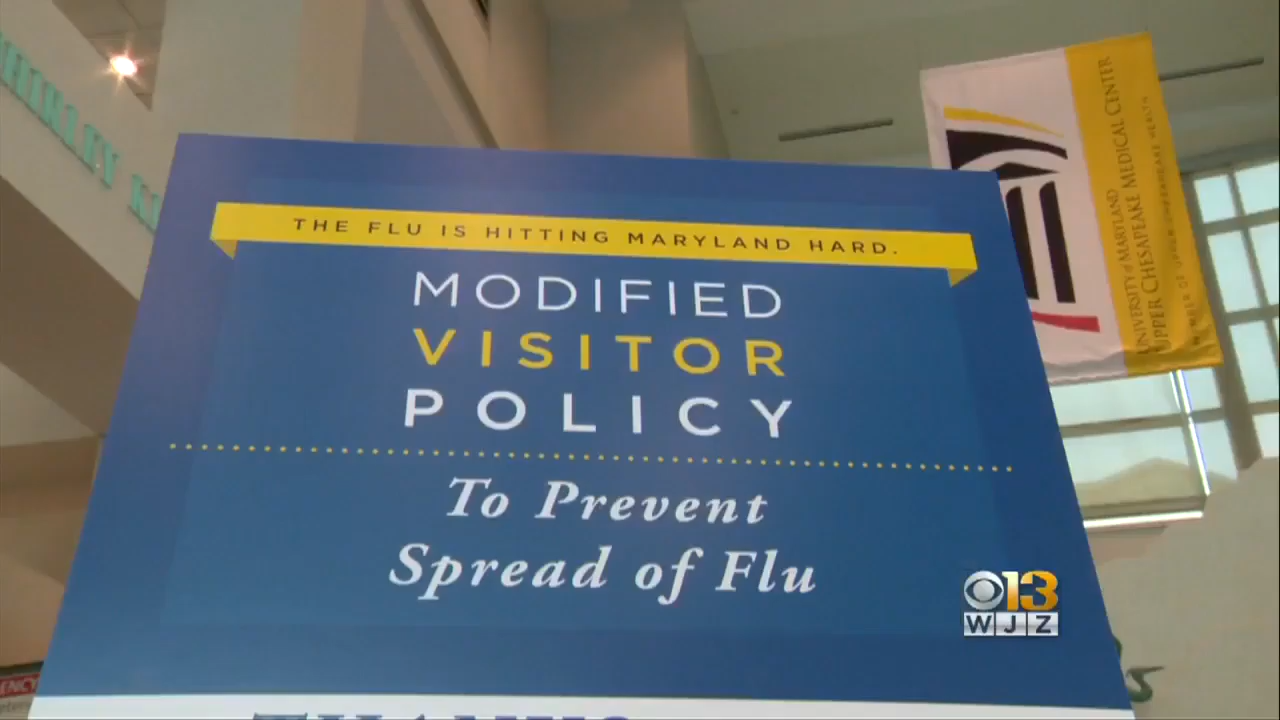 THE FLU IS HITTING MARYLAND HARD.
MODIFIED
VISITOR
POLICY
To Prevent
Spread of Flu
UNIVERSITY of MARYLAND
UPPER CHESAPEAKE MEDICAL CENTER
13
WJZ